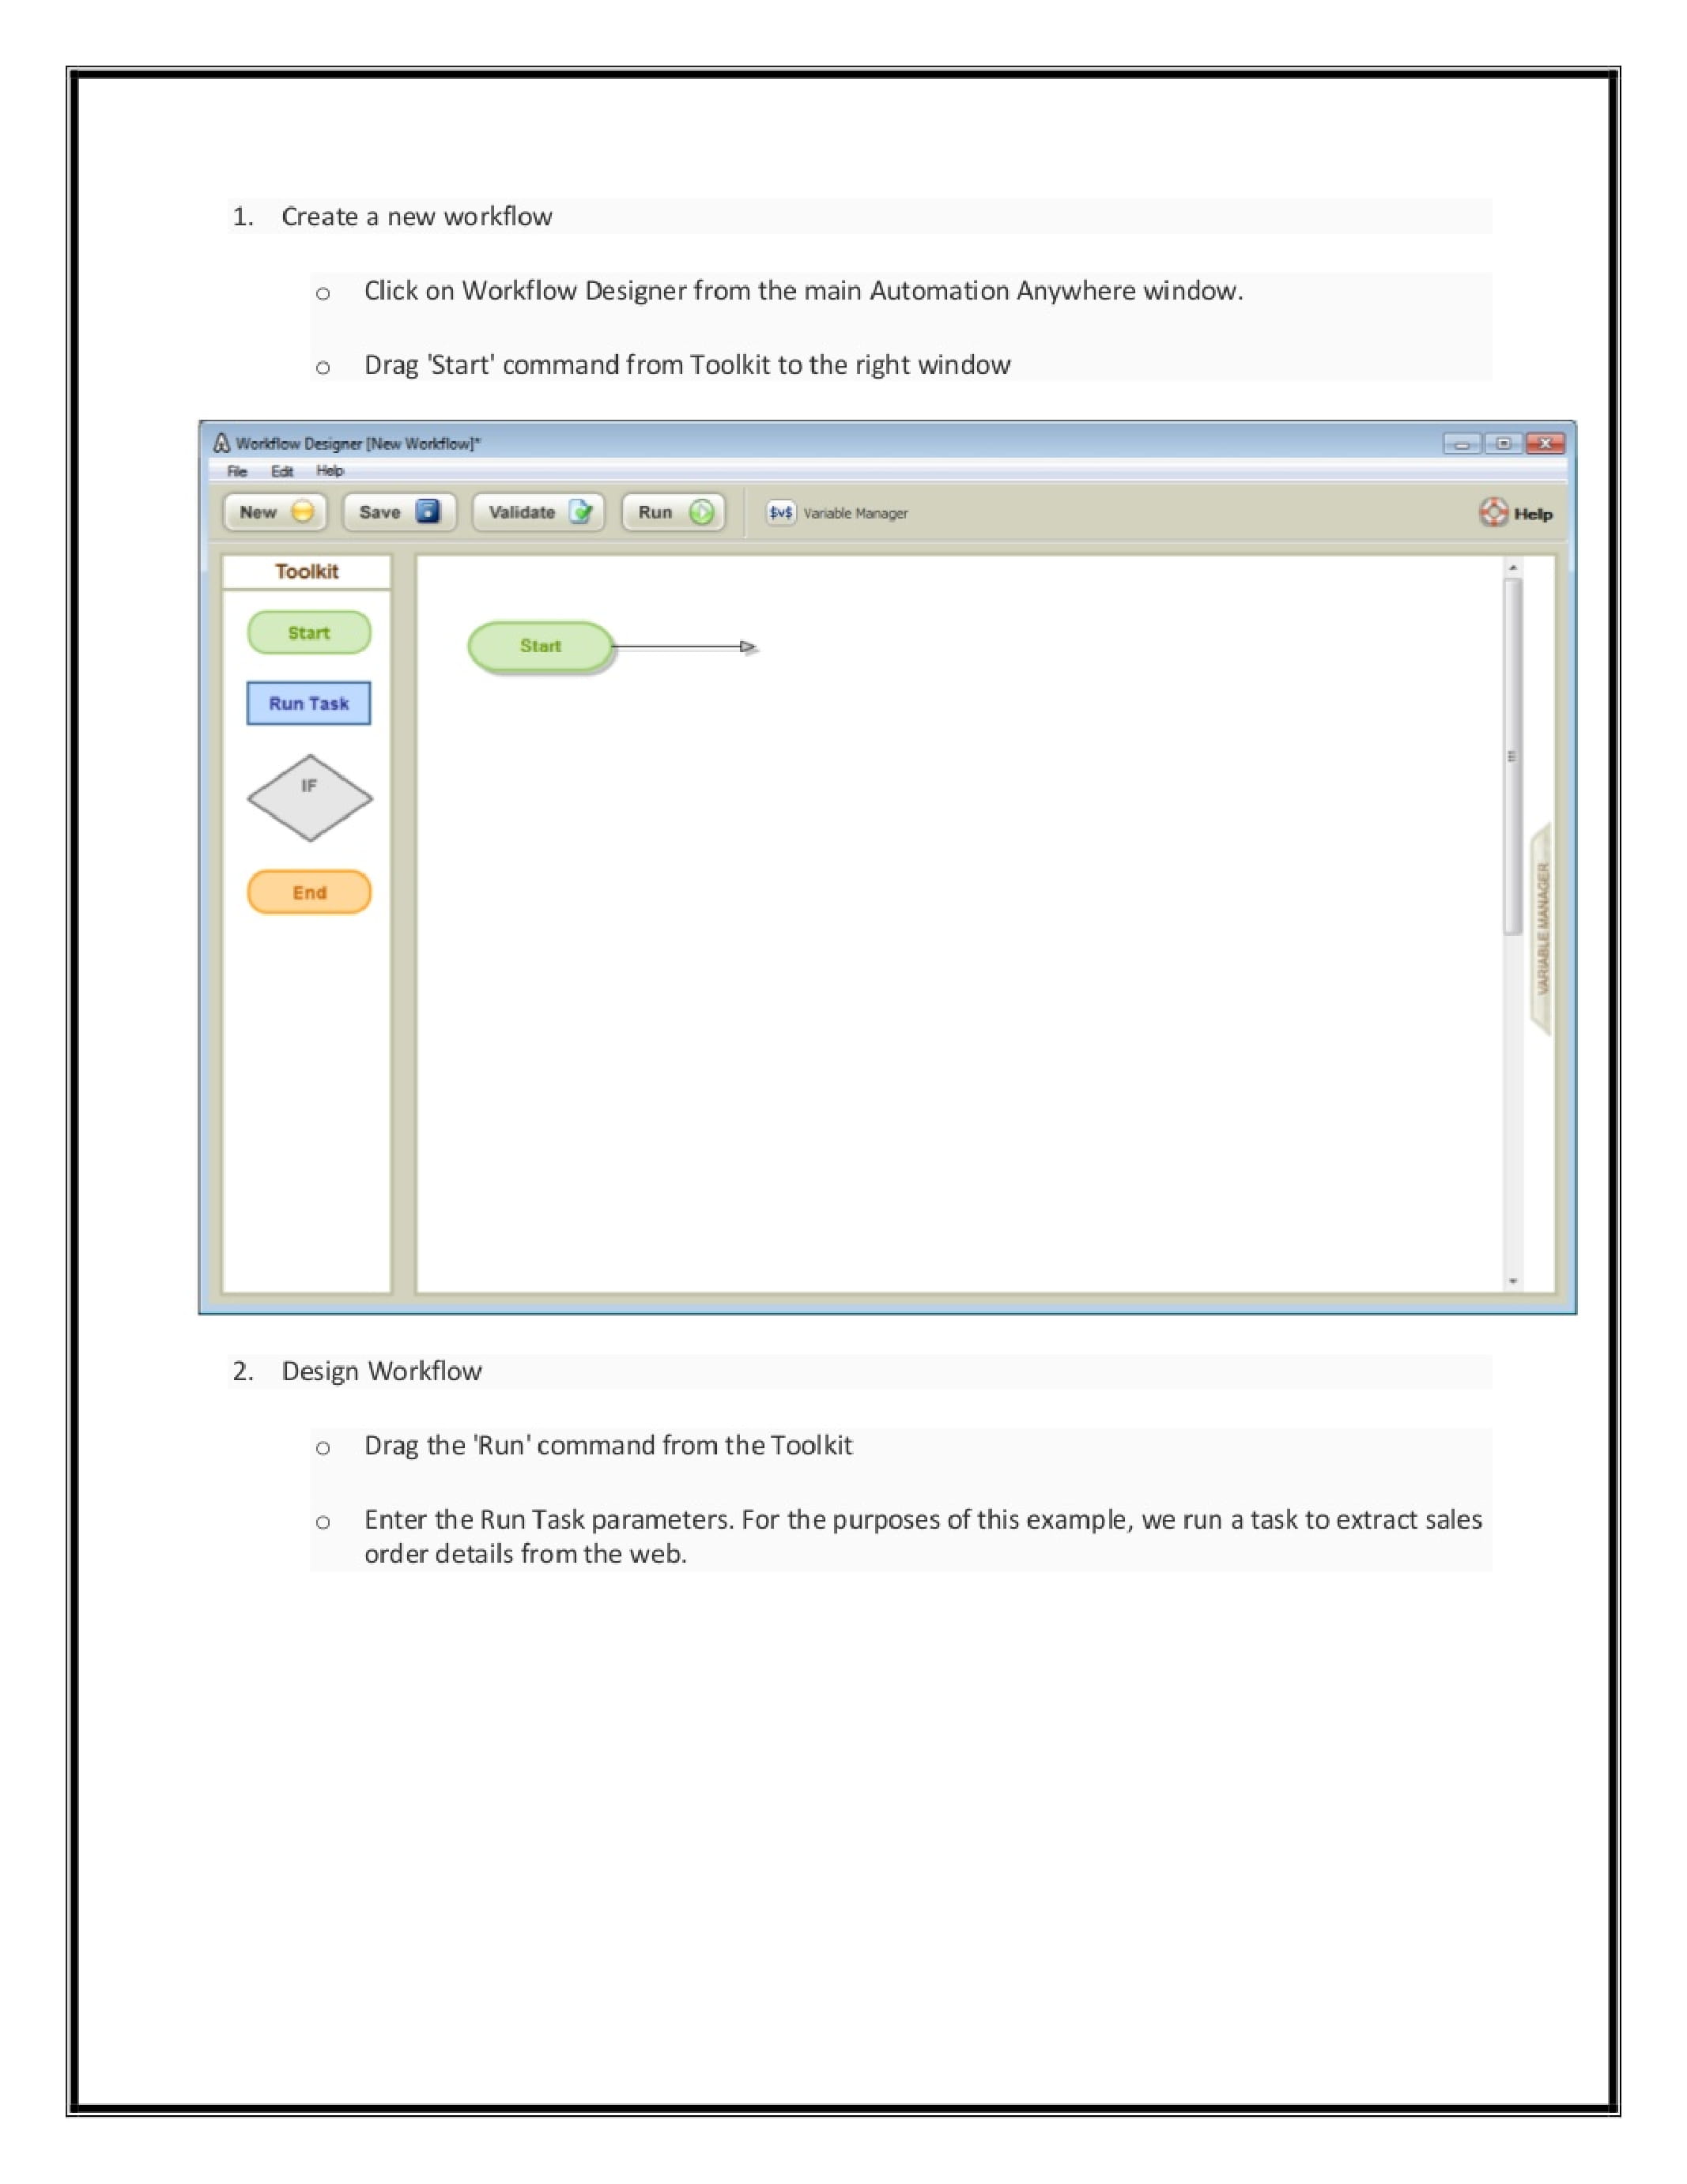 1. Create a new workflow
o Click on Workflow Designer from the main Automation Anywhere window.
o Drag 'Start' command from Toolkit to the right window
Workflow Designer [New Workflow]*
File Edit Help
New Save Validate Run $v$ Variable Manager Help
Toolkit
Start
Start
Run Task
IF
End
VARIABLE MANAGER
2. Design Workflow
o Drag the 'Run' command from the Toolkit
o Enter the Run Task parameters. For the purposes of this example, we run a task to extract sales
order details from the web.